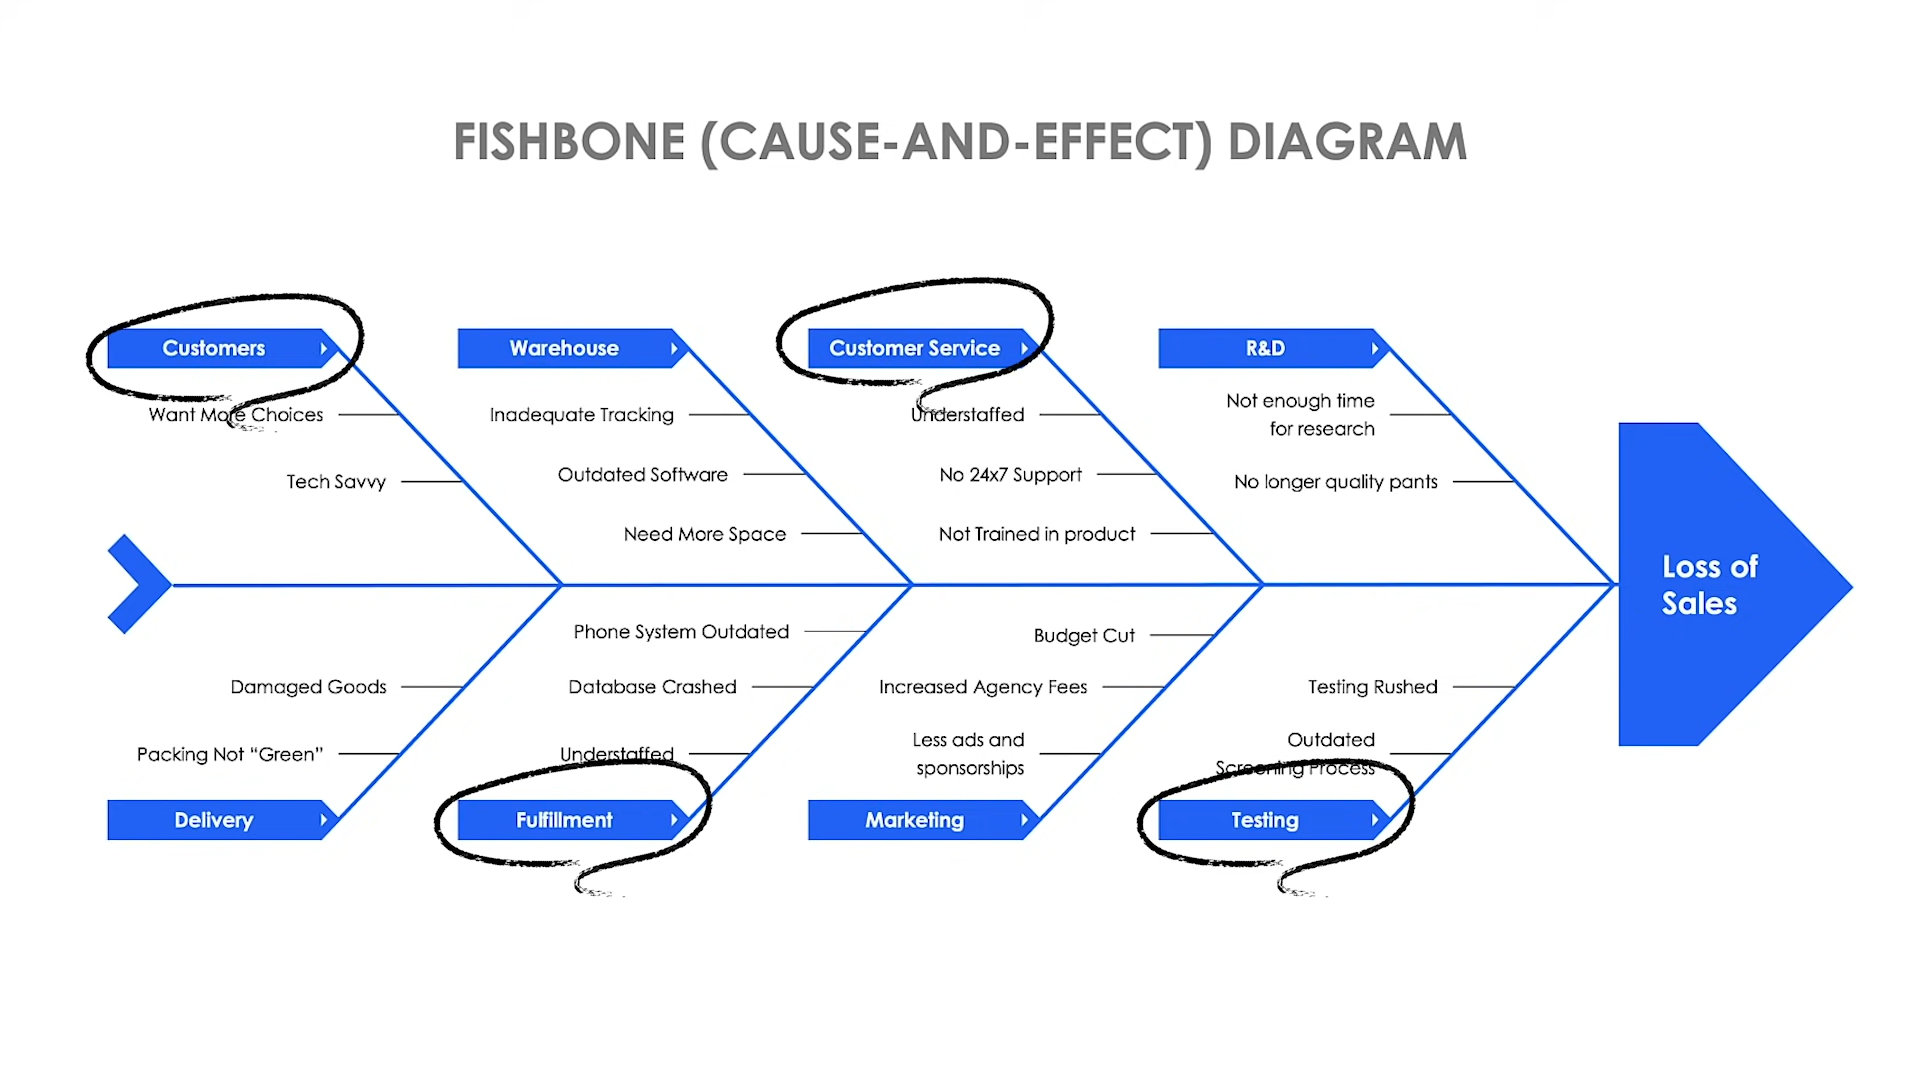 FISHBONE (CAUSE-AND-EFFECT) DIAGRAM
Customers
Want More Choices
Tech Savvy
Warehouse
Inadequate Tracking
Outdated Software
Need More Space
Customer Service
Understaffed
No 24x7 Support
Not Trained in product
R&D
Not enough time
for research
No longer quality pants
Loss of
Sales
Damaged Goods
Packing Not “Green”
Delivery
Phone System Outdated
Database Crashed
Understaffed
Fulfillment
Budget Cut
Increased Agency Fees
Less ads and
sponsorships
Marketing
Testing Rushed
Outdated
Screening Process
Testing